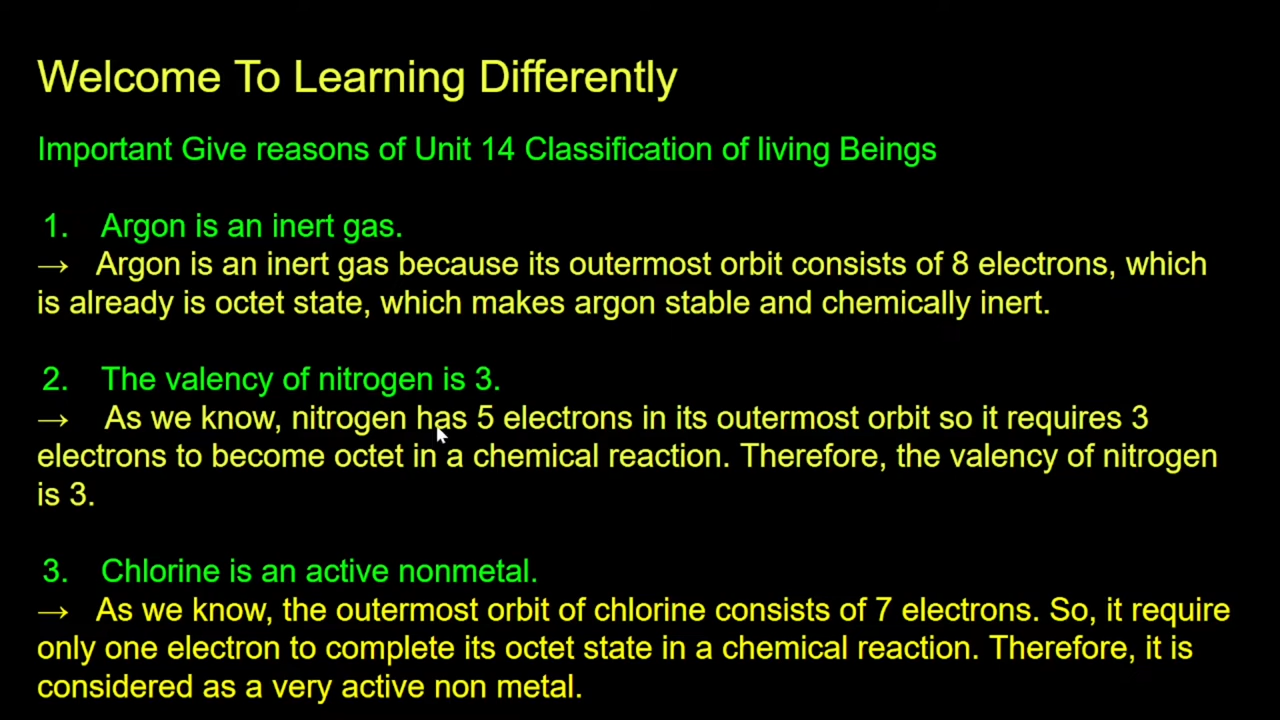 Welcome To Learning Differently
Important Give reasons of Unit 14 Classification of living Beings
1. Argon is an inert gas.
→ Argon is an inert gas because its outermost orbit consists of 8 electrons, which
is already is octet state, which makes argon stable and chemically inert.
2. The valency of nitrogen is 3.
→ As we know, nitrogen has 5 electrons in its outermost orbit so it requires 3
electrons to become octet in a chemical reaction. Therefore, the valency of nitrogen
is 3.
3. Chlorine is an active nonmetal.
→ As we know, the outermost orbit of chlorine consists of 7 electrons. So, it require
only one electron to complete its octet state in a chemical reaction. Therefore, it is
considered as a very active non metal.